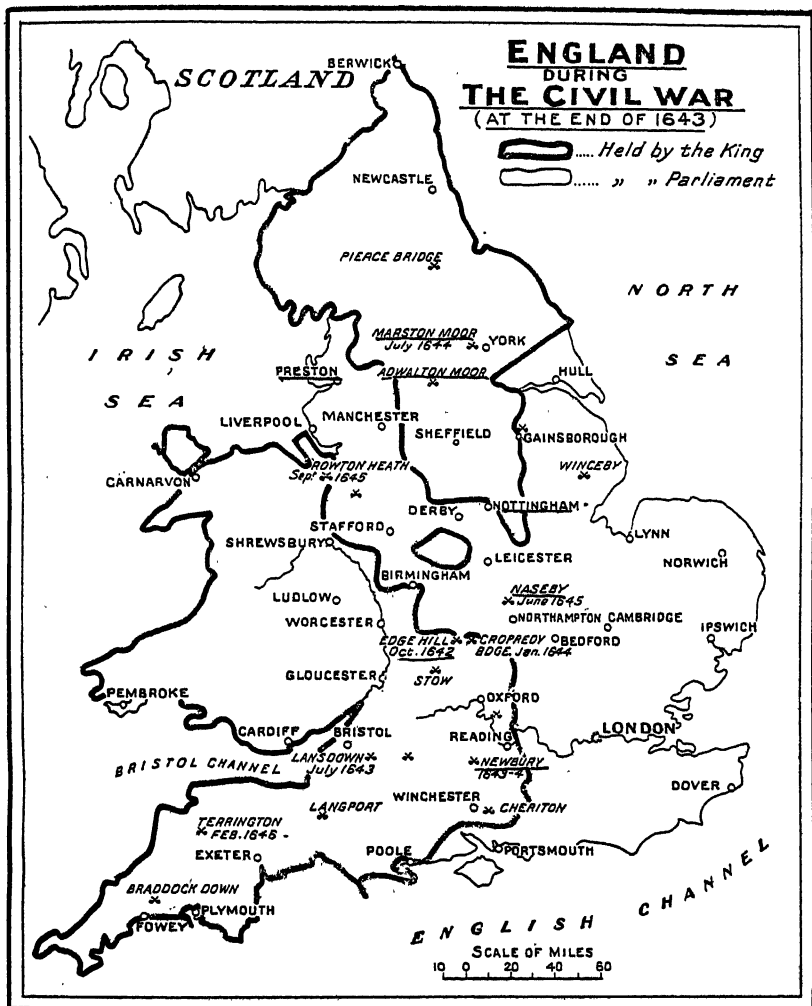 ENGLAND
DURING
THE CIVIL WAR
(AT THE END OF 1643)
..... Held by the King
...... „ „ Parliament
BERWICK
SCOTLAND
NEWCASTLE
PIERCE BRIDGE
NORTH
SEA
MARSTON MOOR
July 1644
YORK
IRISH
SEA
PRESTON
ADWALTON MOOR
HULL
LIVERPOOL
MANCHESTER
SHEFFIELD
GAINSBOROUGH
CARNARVON
ROWTON HEATH
Sept. 1645
WINCEBY
DERBY
NOTTINGHAM
STAFFORD
SHREWSBURY
LYNN
LEICESTER
NORWICH
BIRMINGHAM
LUDLOW
NASEBY
June 1645
WORCESTER
NORTHAMPTON
CAMBRIDGE
IPSWICH
EDGE HILL
Oct. 1642
CROPREDY
BDGE. Jan. 1644
BEDFORD
STOW
GLOUCESTER
PEMBROKE
OXFORD
CARDIFF
BRISTOL
READING
LONDON
BRISTOL CHANNEL
LANSDOWN
July 1643
NEWBURY
1643-4
DOVER
WINCHESTER
CHERITON
LANGPORT
TERRINGTON
FEB. 1646
EXETER
POOLE
PORTSMOUTH
BRADDOCK DOWN
PLYMOUTH
FOWEY
ENGLISH CHANNEL
SCALE OF MILES
10 0 20 40 60